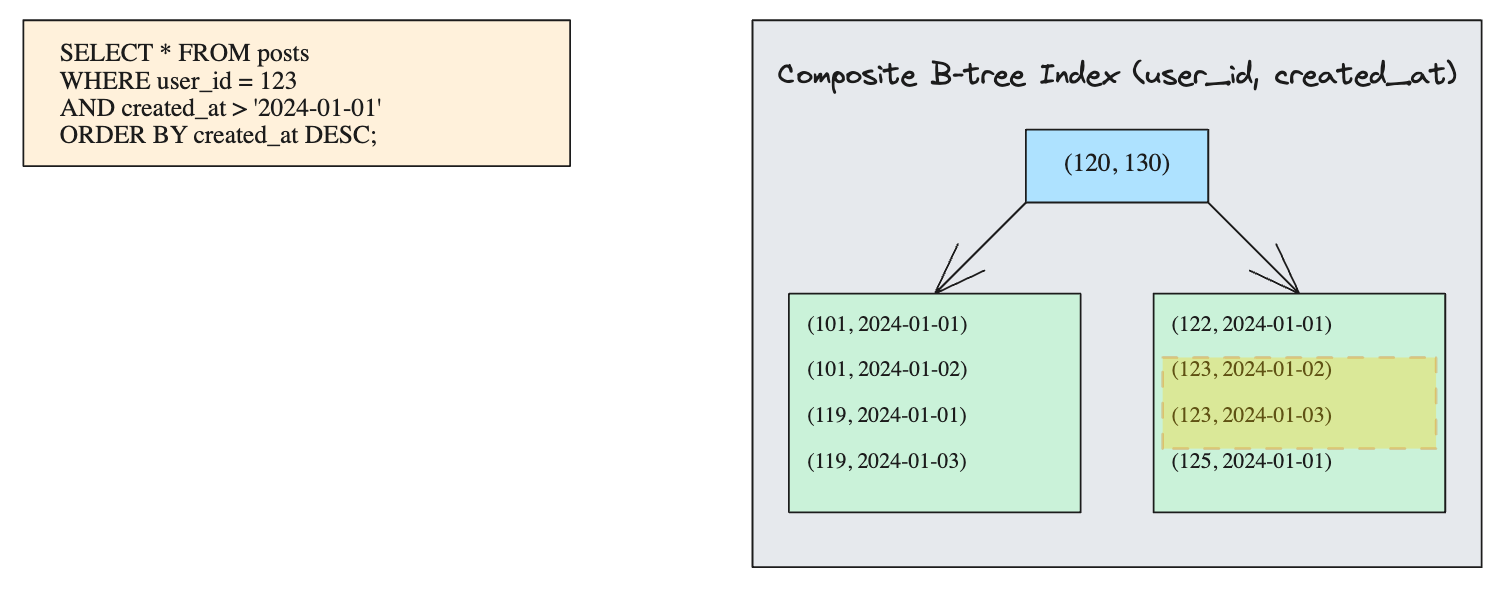 SELECT * FROM posts
WHERE user_id = 123
AND created_at > '2024-01-01'
ORDER BY created_at DESC;
Composite B-tree Index (user_id, created_at)
(120, 130)
(101, 2024-01-01)
(101, 2024-01-02)
(119, 2024-01-01)
(119, 2024-01-03)
(122, 2024-01-01)
(123, 2024-01-02)
(123, 2024-01-03)
(125, 2024-01-01)